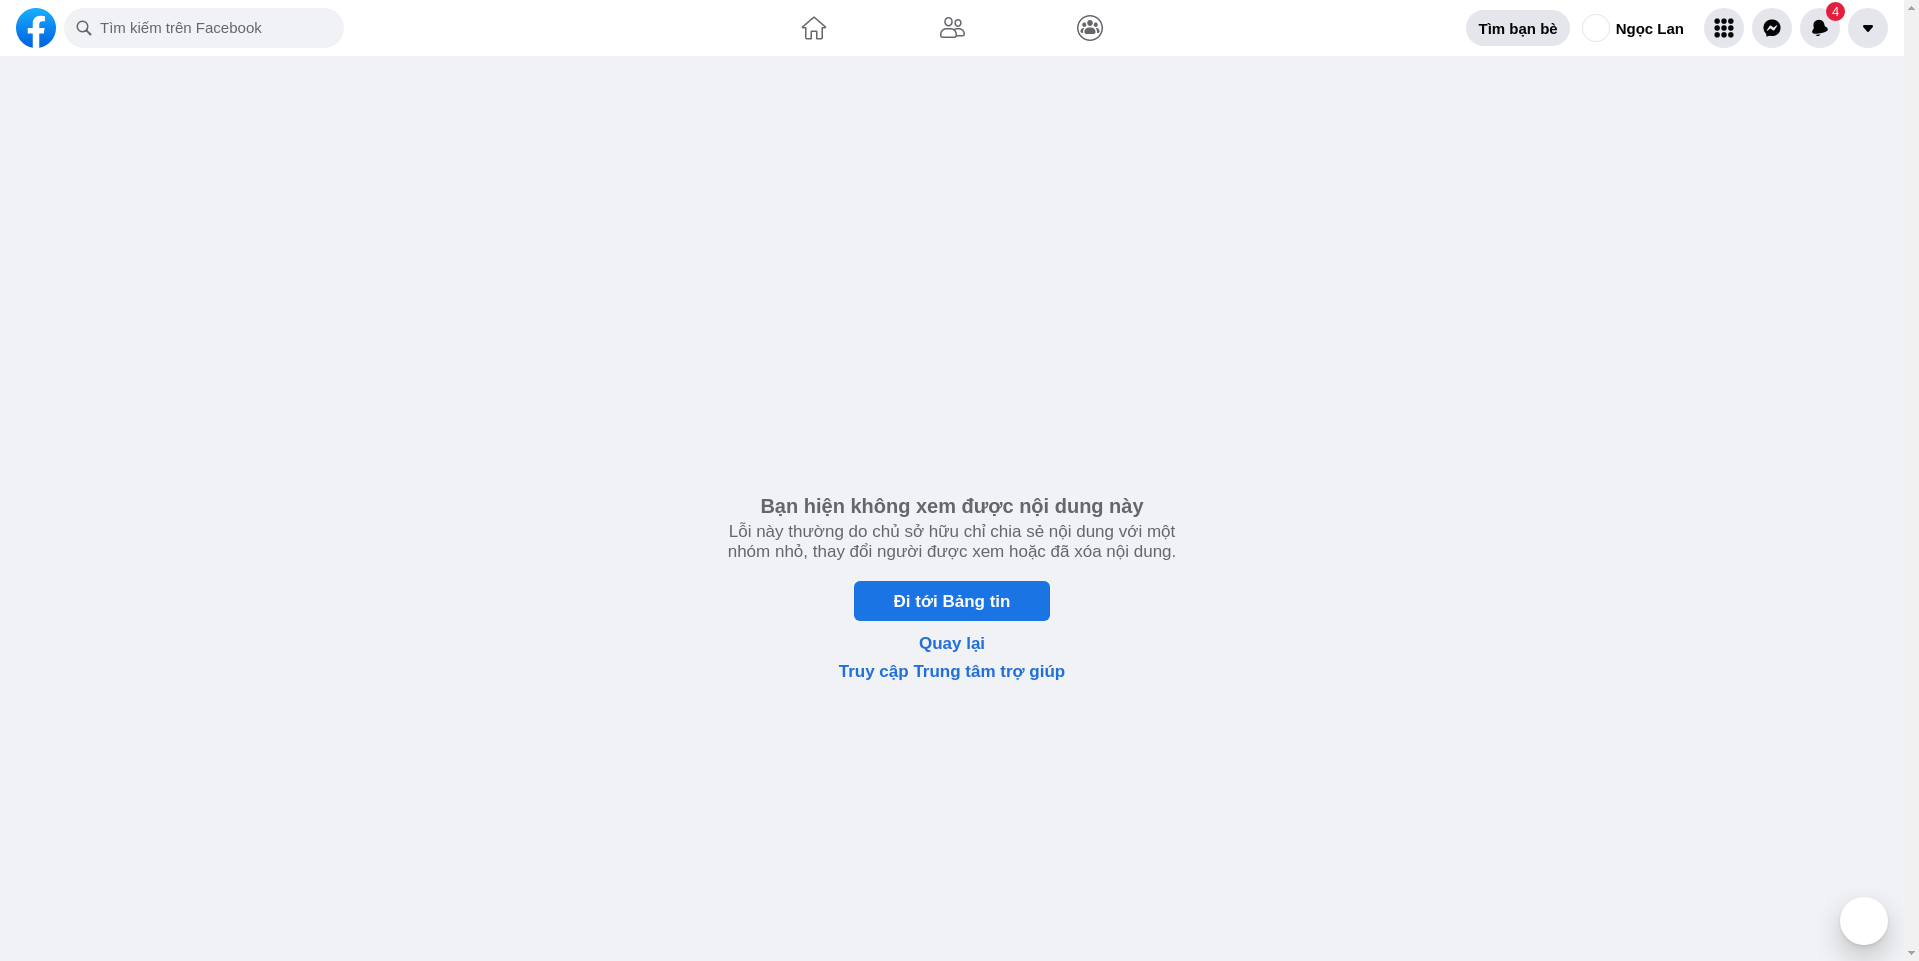 Tìm kiếm trên Facebook
Tìm bạn bè
Ngọc Lan
4
Bạn hiện không xem được nội dung này
Lỗi này thường do chủ sở hữu chỉ chia sẻ nội dung với một
nhóm nhỏ, thay đổi người được xem hoặc đã xóa nội dung.
Đi tới Bảng tin
Quay lại
Truy cập Trung tâm trợ giúp